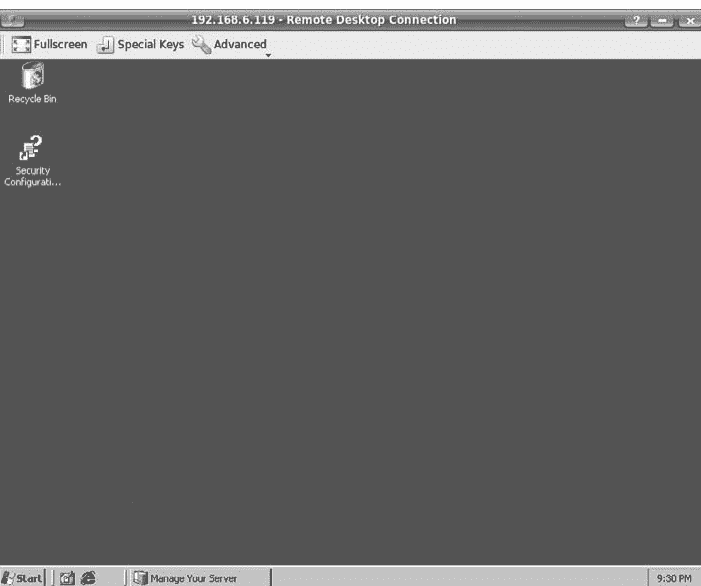 192.168.6.119 - Remote Desktop Connection
Fullscreen Special Keys Advanced
Recycle Bin
Security
Configurati...
Start Manage Your Server 9:30 PM